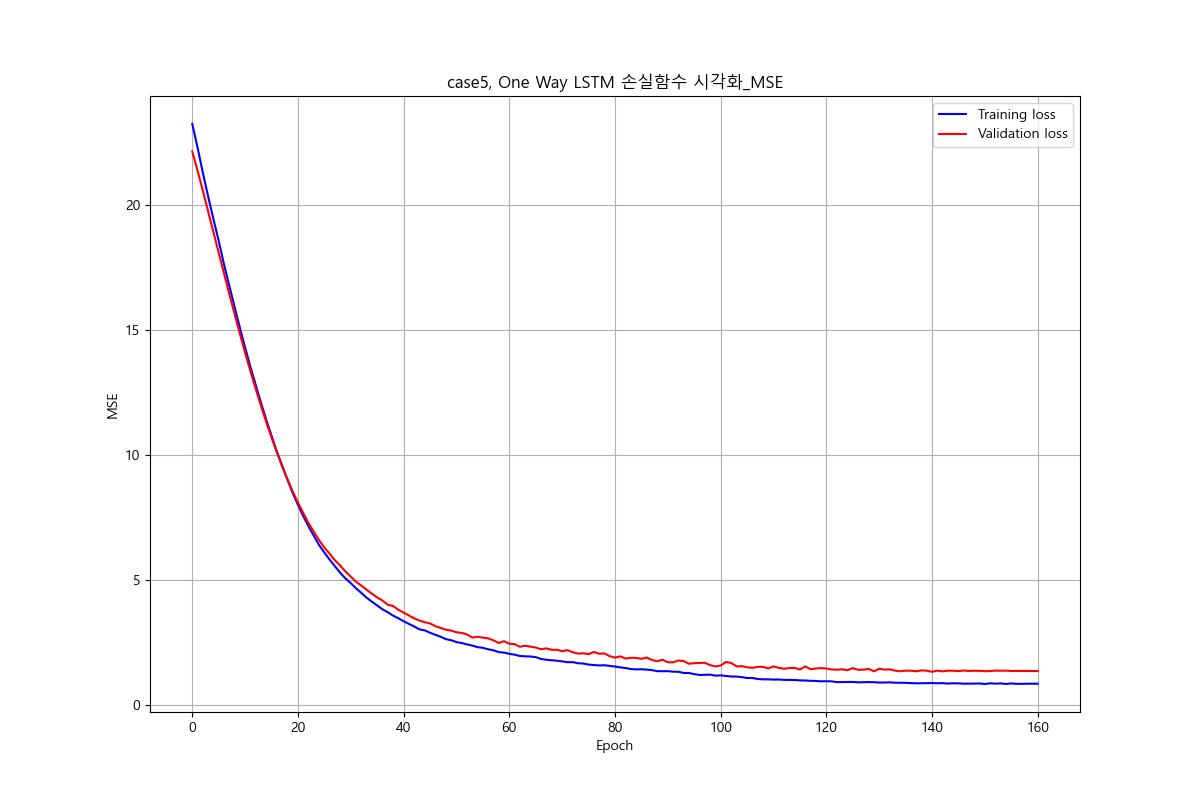 case5, One Way LSTM 손실함수 시각화_MSE
Training loss
Validation loss
MSE
20
15
10
5
0
0 20 40 60 80 100 120 140 160
Epoch